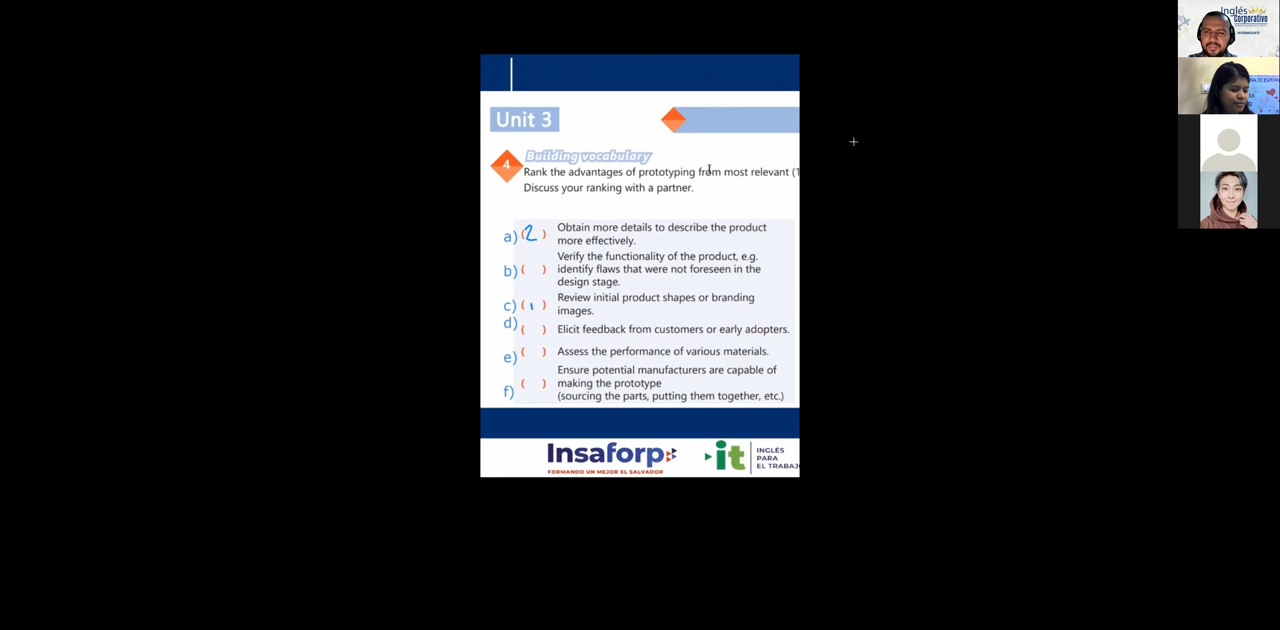 Inglés
Corporativo
INTERMEDIATE
Unit 3
4
Building vocabulary
Rank the advantages of prototyping from most relevant (1
Discuss your ranking with a partner.
a) (2) Obtain more details to describe the product
more effectively.
b) ( ) Verify the functionality of the product, e.g.
identify flaws that were not foreseen in the
design stage.
c) (1) Review initial product shapes or branding
images.
d) ( ) Elicit feedback from customers or early adopters.
e) ( ) Assess the performance of various materials.
f) ( ) Ensure potential manufacturers are capable of
making the prototype
(sourcing the parts, putting them together, etc.)
Insaforp
FORMANDO UN MEJOR EL SALVADOR
it
INGLÉS
PARA
EL TRABAJ